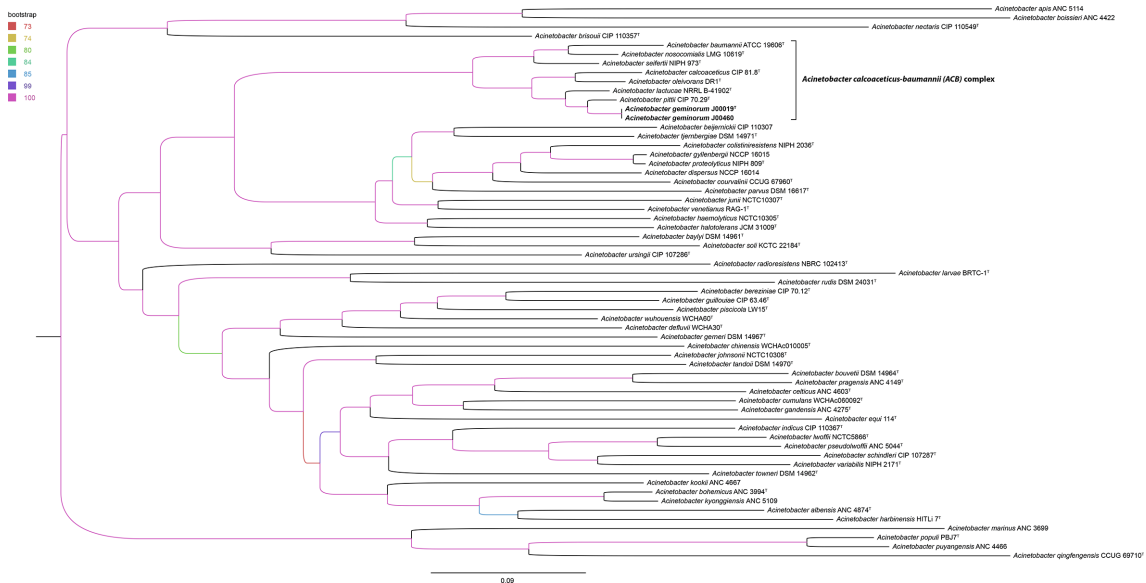 bootstrap
73
74
80
84
85
99
100
Acinetobacter apis ANC 5114
Acinetobacter boissieri ANC 4422
Acinetobacter nectaris CIP 110549ᵀ
Acinetobacter brisouii CIP 110357ᵀ
Acinetobacter baumannii ATCC 19606ᵀ
Acinetobacter nosocomialis LMG 10619ᵀ
Acinetobacter seifertii NIPH 973ᵀ
Acinetobacter calcoaceticus CIP 81.8ᵀ
Acinetobacter calcoaceticus-baumannii (ACB) complex
Acinetobacter oleivorans DR1ᵀ
Acinetobacter lactucae NRRL B-41902ᵀ
Acinetobacter pittii CIP 70.29ᵀ
Acinetobacter geminorum J00019ᵀ
Acinetobacter geminorum J00460
Acinetobacter beijernickii CIP 110307
Acinetobacter tjernbergiae DSM 14971ᵀ
Acinetobacter colistiniresistens NIPH 2036ᵀ
Acinetobacter gyllenbergii NCCP 16015
Acinetobacter proteolyticus NIPH 809ᵀ
Acinetobacter dispersus NCCP 16014
Acinetobacter courvalinii CCUG 67960ᵀ
Acinetobacter parvus DSM 16617ᵀ
Acinetobacter junii NCTC10307ᵀ
Acinetobacter venetianus RAG-1ᵀ
Acinetobacter haemolyticus NCTC10305ᵀ
Acinetobacter halotolerans JCM 31009ᵀ
Acinetobacter baylyi DSM 14961ᵀ
Acinetobacter soli KCTC 22184ᵀ
Acinetobacter ursingii CIP 107286ᵀ
Acinetobacter radioresistens NBRC 102413ᵀ
Acinetobacter larvae BRTC-1ᵀ
Acinetobacter rudis DSM 24031ᵀ
Acinetobacter bereziniae CIP 70.12ᵀ
Acinetobacter guillouiae CIP 63.46ᵀ
Acinetobacter piscicola LW15ᵀ
Acinetobacter wuhouensis WCHA60ᵀ
Acinetobacter defluvii WCHA30ᵀ
Acinetobacter gerneri DSM 14967ᵀ
Acinetobacter chinensis WCHAc010005ᵀ
Acinetobacter johnsonii NCTC10308ᵀ
Acinetobacter tandoii DSM 14970ᵀ
Acinetobacter bouvetii DSM 14964ᵀ
Acinetobacter pragensis ANC 4149ᵀ
Acinetobacter celticus ANC 4603ᵀ
Acinetobacter cumulans WCHAc060092ᵀ
Acinetobacter gandensis ANC 4275ᵀ
Acinetobacter equi 114ᵀ
Acinetobacter indicus CIP 110367ᵀ
Acinetobacter lwoffii NCTC5866ᵀ
Acinetobacter pseudolwoffii ANC 5044ᵀ
Acinetobacter schindleri CIP 107287ᵀ
Acinetobacter variabilis NIPH 2171ᵀ
Acinetobacter towneri DSM 14962ᵀ
Acinetobacter kookii ANC 4667
Acinetobacter bohemicus ANC 3994ᵀ
Acinetobacter kyonggiensis ANC 5109
Acinetobacter albensis ANC 4874ᵀ
Acinetobacter harbinensis HITLi 7ᵀ
Acinetobacter marinus ANC 3699
Acinetobacter populi PBJ7ᵀ
Acinetobacter puyangensis ANC 4466
Acinetobacter qingfengensis CCUG 69710ᵀ
0.09